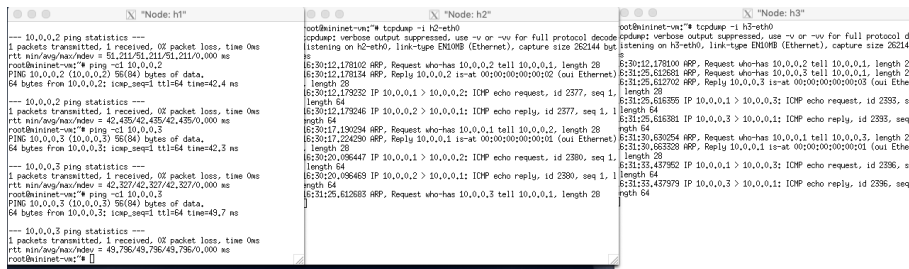 "Node: h1"
--- 10.0.0.2 ping statistics ---
1 packets transmitted, 1 received, 0% packet loss, time 0ms
rtt min/avg/max/mdev = 51.211/51.211/51.211/0.000 ms
root@mininet-vm:~# ping -c1 10.0.0.2
PING 10.0.0.2 (10.0.0.2) 56(84) bytes of data.
64 bytes from 10.0.0.2: icmp_seq=1 ttl=64 time=42.4 ms
--- 10.0.0.2 ping statistics ---
1 packets transmitted, 1 received, 0% packet loss, time 0ms
rtt min/avg/max/mdev = 42.435/42.435/42.435/0.000 ms
root@mininet-vm:~# ping -c1 10.0.0.3
PING 10.0.0.3 (10.0.0.3) 56(84) bytes of data.
64 bytes from 10.0.0.3: icmp_seq=1 ttl=64 time=42.3 ms
--- 10.0.0.3 ping statistics ---
1 packets transmitted, 1 received, 0% packet loss, time 0ms
rtt min/avg/max/mdev = 42.327/42.327/42.327/0.000 ms
root@mininet-vm:~# ping -c1 10.0.0.3
PING 10.0.0.3 (10.0.0.3) 56(84) bytes of data.
64 bytes from 10.0.0.3: icmp_seq=1 ttl=64 time=49.7 ms
--- 10.0.0.3 ping statistics ---
1 packets transmitted, 1 received, 0% packet loss, time 0ms
rtt min/avg/max/mdev = 49.796/49.796/49.796/0.000 ms
root@mininet-vm:~#
"Node: h2"
oot@mininet-vm:~# tcpdump -i h2-eth0
cpdump: verbose output suppressed, use -v or -vv for full protocol decode
listening on h2-eth0, link-type EN10MB (Ethernet), capture size 262144 byt
es
16:30:12.178102 ARP, Request who-has 10.0.0.2 tell 10.0.0.1, length 28
16:30:12.178134 ARP, Reply 10.0.0.2 is-at 00:00:00:00:00:02 (oui Ethernet)
, length 28
16:30:12.179232 IP 10.0.0.1 > 10.0.0.2: ICMP echo request, id 2377, seq 1,
 length 64
16:30:12.179246 IP 10.0.0.2 > 10.0.0.1: ICMP echo reply, id 2377, seq 1, l
ength 64
16:30:17.190294 ARP, Request who-has 10.0.0.1 tell 10.0.0.2, length 28
16:30:17.224290 ARP, Reply 10.0.0.1 is-at 00:00:00:00:00:01 (oui Ethernet)
, length 28
16:30:20.096447 IP 10.0.0.1 > 10.0.0.2: ICMP echo request, id 2380, seq 1,
 length 64
16:30:20.096469 IP 10.0.0.2 > 10.0.0.1: ICMP echo reply, id 2380, seq 1, l
ength 64
16:31:25.612683 ARP, Request who-has 10.0.0.3 tell 10.0.0.1, length 28
"Node: h3"
root@mininet-vm:~# tcpdump -i h3-eth0
cpdump: verbose output suppressed, use -v or -vv for full protocol d
listening on h3-eth0, link-type EN10MB (Ethernet), capture size 26214
s
6:30:12.178100 ARP, Request who-has 10.0.0.2 tell 10.0.0.1, length 2
6:31:25.612681 ARP, Request who-has 10.0.0.3 tell 10.0.0.1, length 2
6:31:25.612702 ARP, Reply 10.0.0.3 is-at 00:00:00:00:00:03 (oui Ethe
 length 28
6:31:25.616355 IP 10.0.0.1 > 10.0.0.3: ICMP echo request, id 2393, s
length 64
6:31:25.616381 IP 10.0.0.3 > 10.0.0.1: ICMP echo reply, id 2393, seq
ngth 64
6:31:30.630254 ARP, Request who-has 10.0.0.1 tell 10.0.0.3, length 2
6:31:30.663328 ARP, Reply 10.0.0.1 is-at 00:00:00:00:00:01 (oui Ethe
 length 28
6:31:33.437952 IP 10.0.0.1 > 10.0.0.3: ICMP echo request, id 2396, s
length 64
6:31:33.437979 IP 10.0.0.3 > 10.0.0.1: ICMP echo reply, id 2396, seq
ngth 64